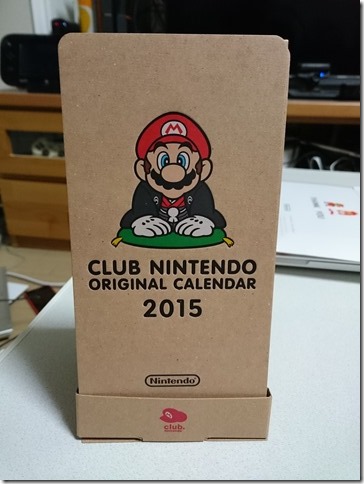 M
CLUB NINTENDO
ORIGINAL CALENDAR
2015
Nintendo
club